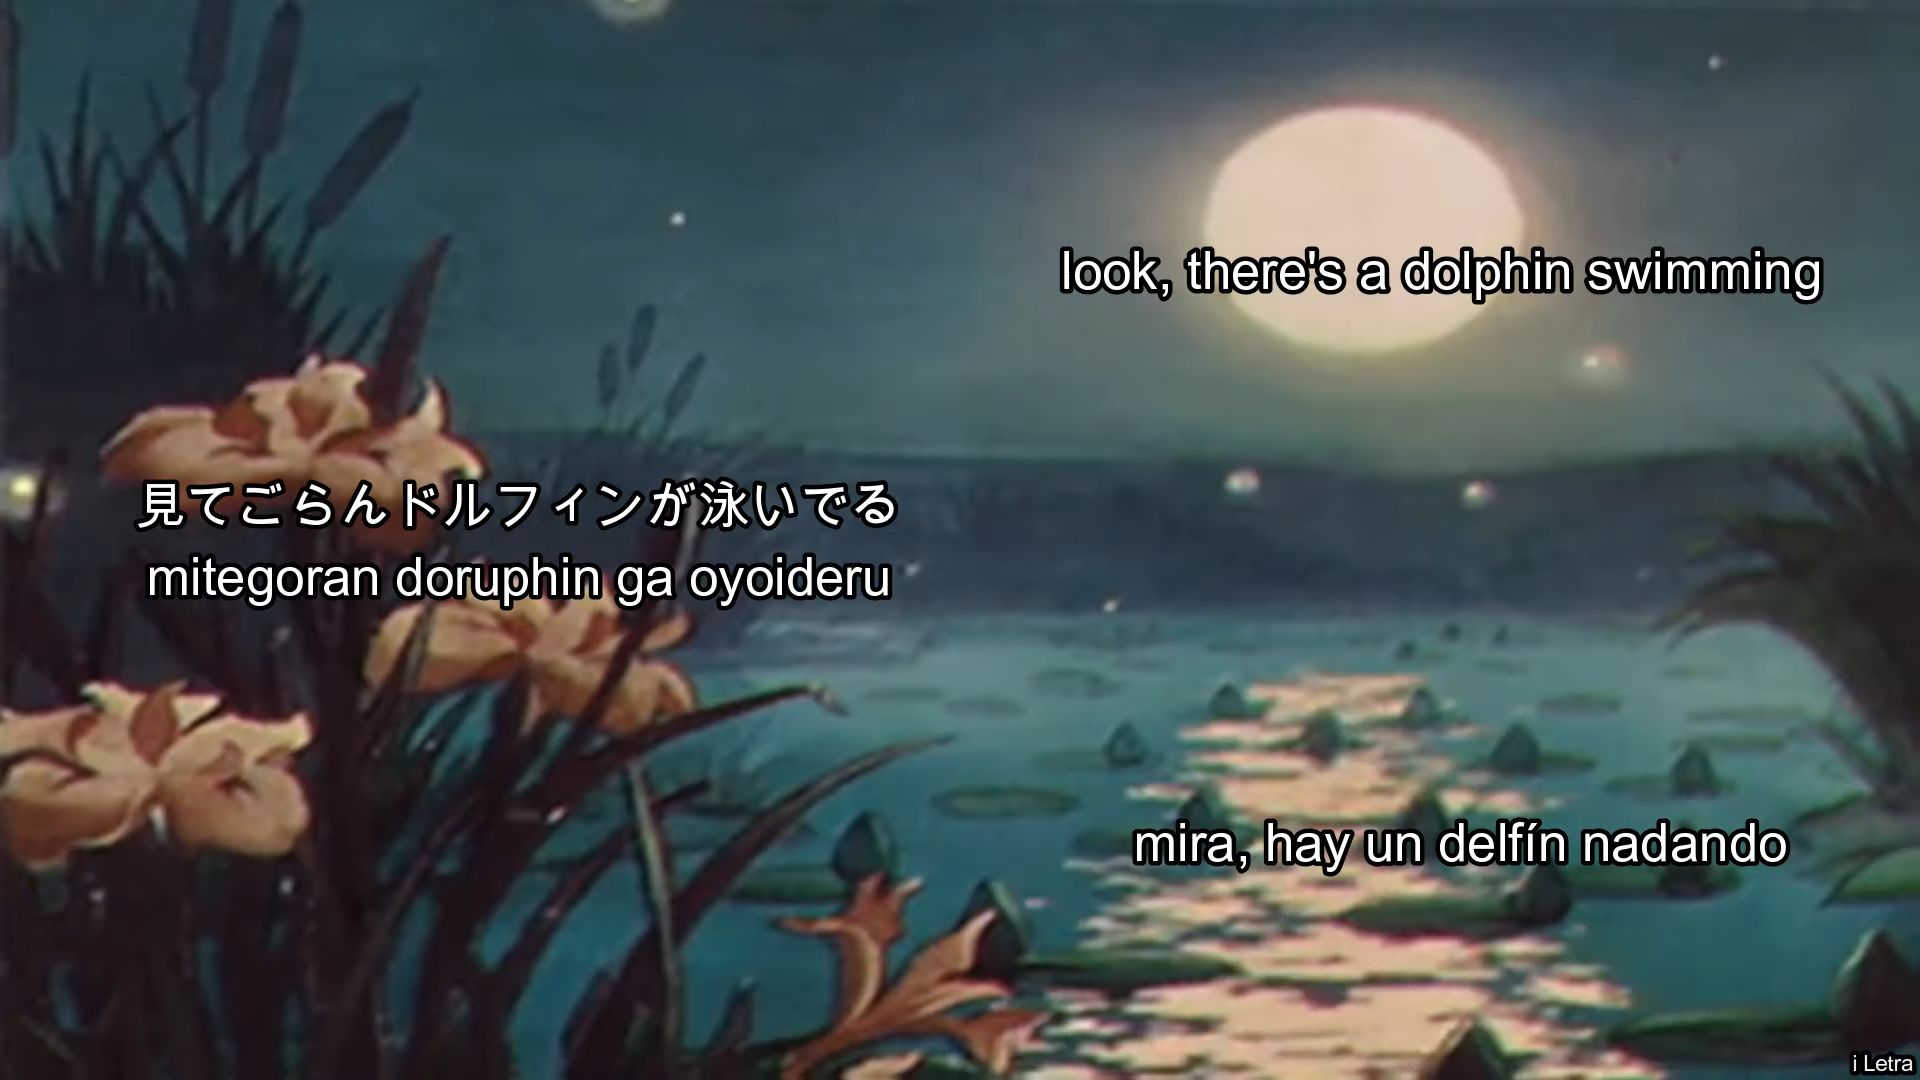 look, there's a dolphin swimming
見てごらんドルフィンが泳いでる
mitegoran doruphin ga oyoideru
mira, hay un delfín nadando
i Letra